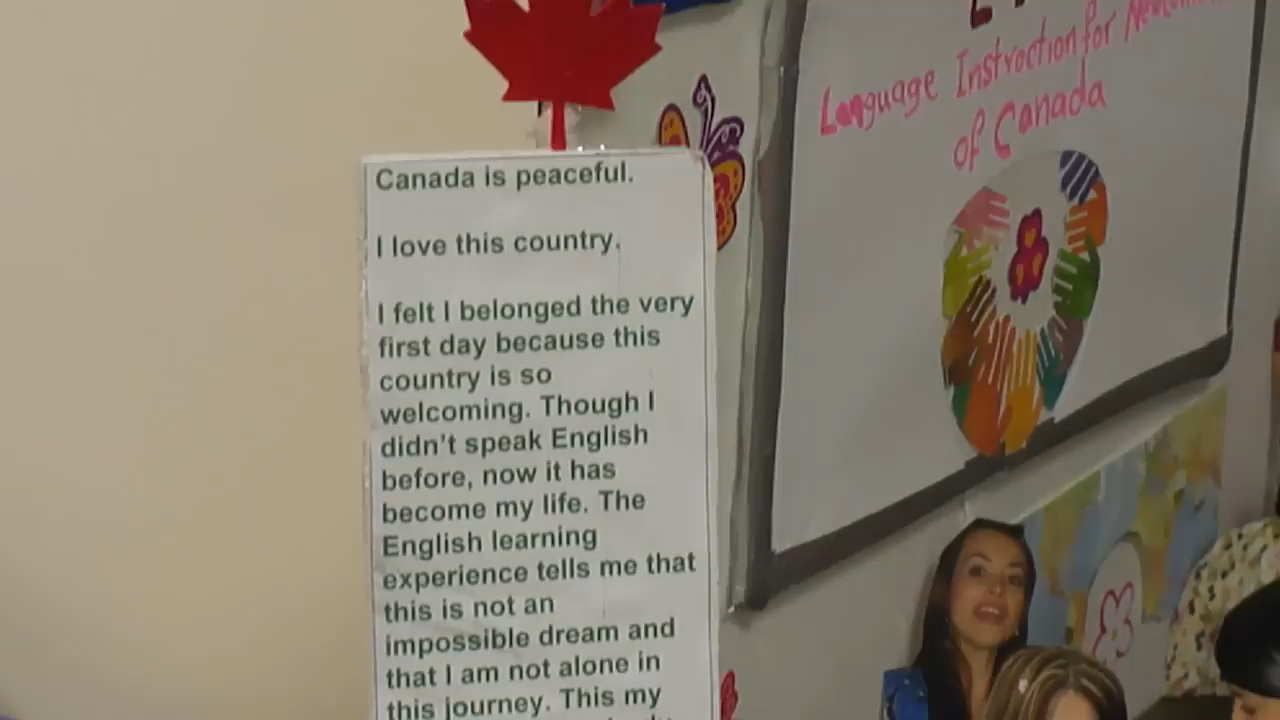 Canada is peaceful.
I love this country.
I felt I belonged the very
first day because this
country is so
welcoming. Though I
didn't speak English
before, now it has
become my life. The
English learning
experience tells me that
this is not an
impossible dream and
that I am not alone in
this journey. This my
Language Instruction for
of Canada